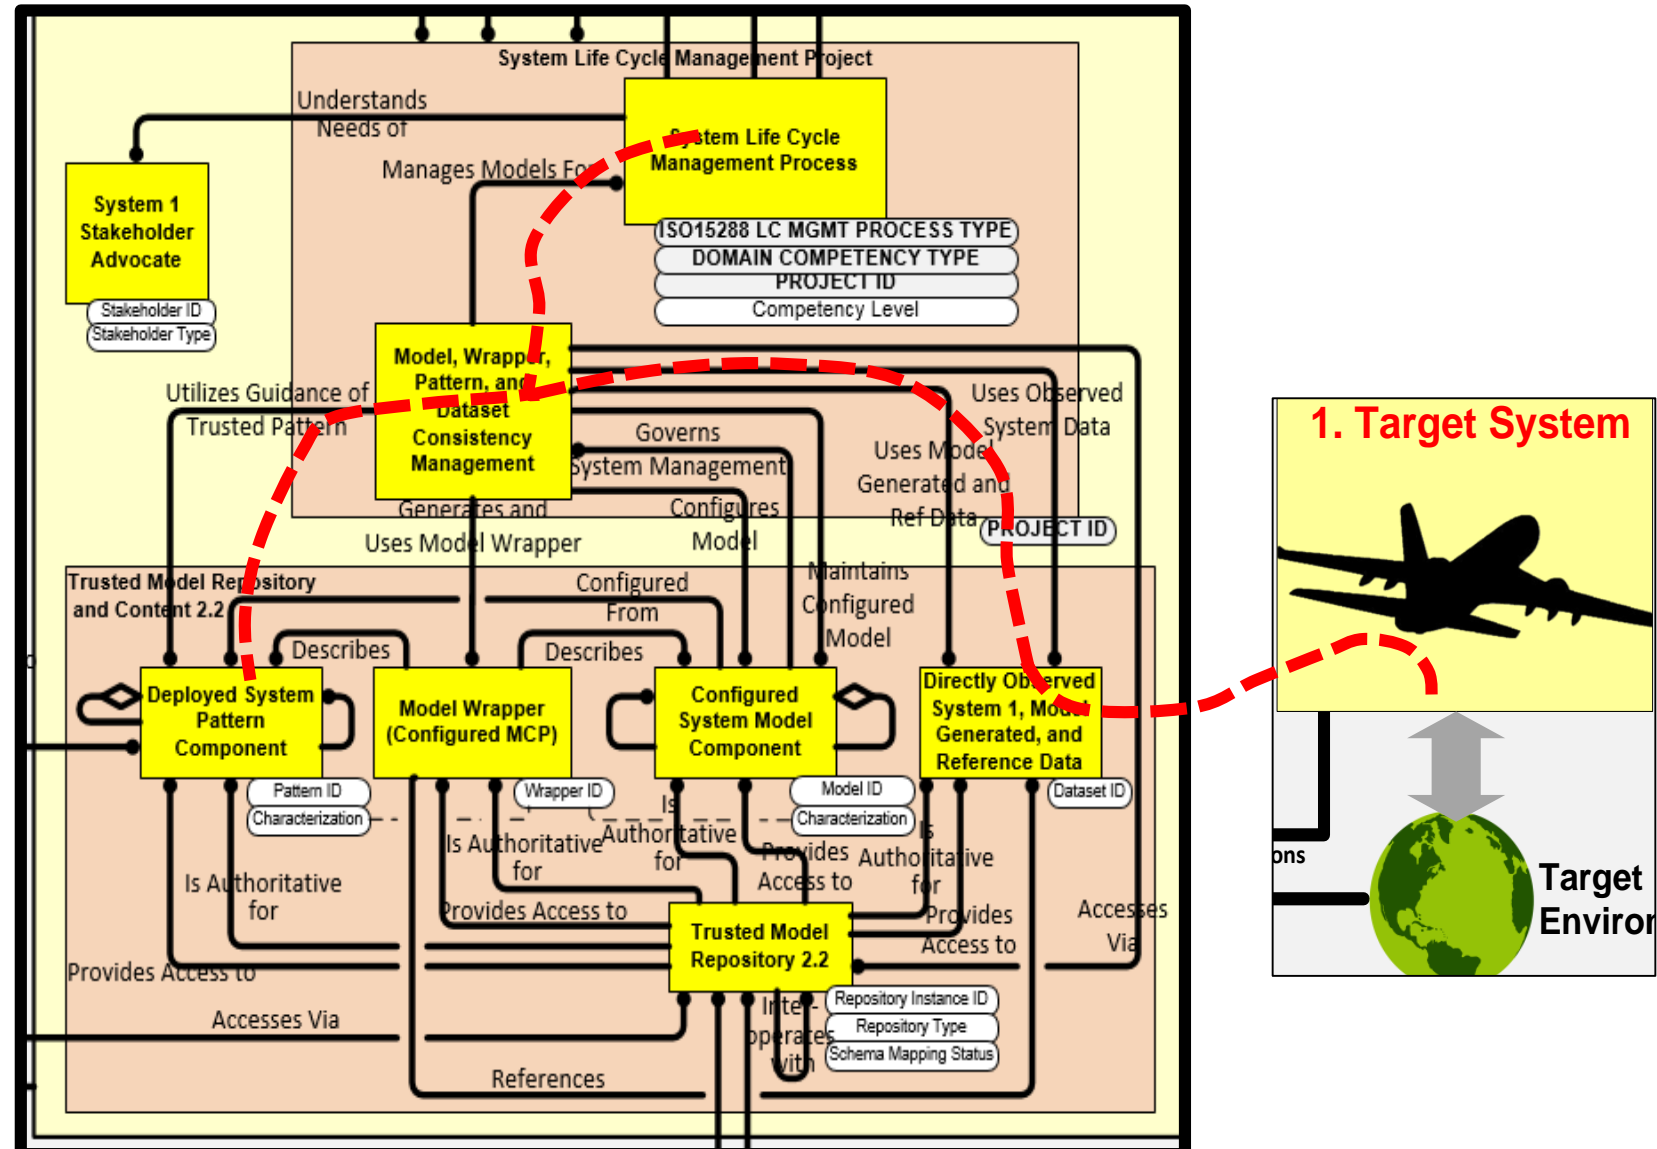 System Life Cycle Management Project
Understands
Needs of
System Life Cycle
Management Process
Manages Models For
System 1
Stakeholder
Advocate
ISO15288 LC MGMT PROCESS TYPE
DOMAIN COMPETENCY TYPE
PROJECT ID
Competency Level
Stakeholder ID
Stakeholder Type
Model, Wrapper,
Pattern, and
Dataset
Consistency
Management
Utilizes Guidance of
Trusted Pattern
Uses Observed
System Data
Governs
System Management
Uses Model
Generated and
Ref Data
PROJECT ID
Generates and
Uses Model Wrapper
Configures
Model
1. Target System
Trusted Model Repository
and Content 2.2
Configured
From
Maintains
Configured
Model
Describes
Describes
Deployed System
Pattern
Component
Model Wrapper
(Configured MCP)
Configured
System Model
Component
Directly Observed
System 1, Model
Generated, and
Reference Data
Pattern ID
Characterization
Wrapper ID
Model ID
Characterization
Dataset ID
Is Authoritative
for
Is Authoritative
for
Is
Authoritative
for
Provides
Access to
Is
Authoritative
for
ons
Target
Environ
Provides Access to
Provides Access to
Trusted Model
Repository 2.2
Provides
Access to
Accesses
Via
Accesses Via
Inter-
operates
with
Repository Instance ID
Repository Type
Schema Mapping Status
References